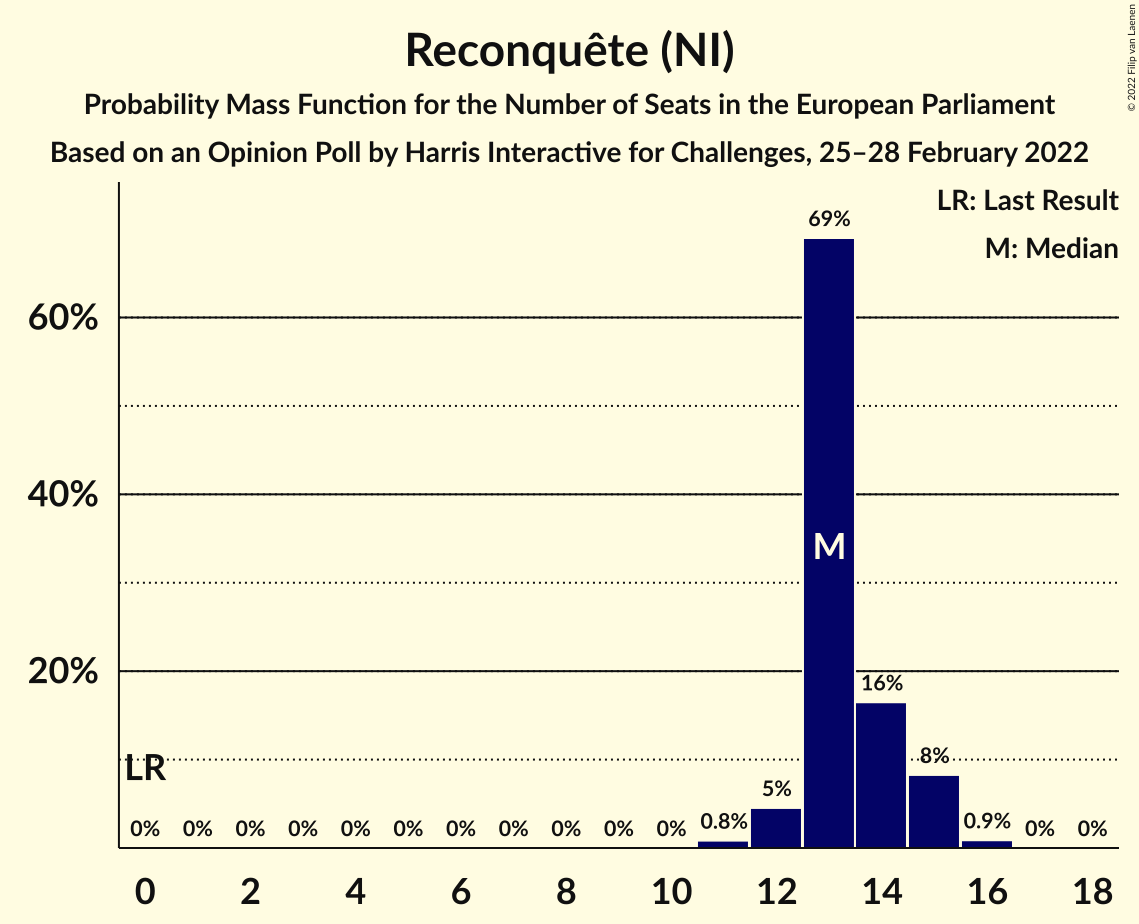 Reconquête (NI)
Probability Mass Function for the Number of Seats in the European Parliament
Based on an Opinion Poll by Harris Interactive for Challenges, 25–28 February 2022
© 2022 Filip van Laenen
LR: Last Result
M: Median
69%
60%
40%
M
20%
16%
LR
8%
5%
0% 0% 0% 0% 0% 0% 0% 0% 0% 0% 0% 0.8% 0.9% 0% 0%
0 2 4 6 8 10 12 14 16 18